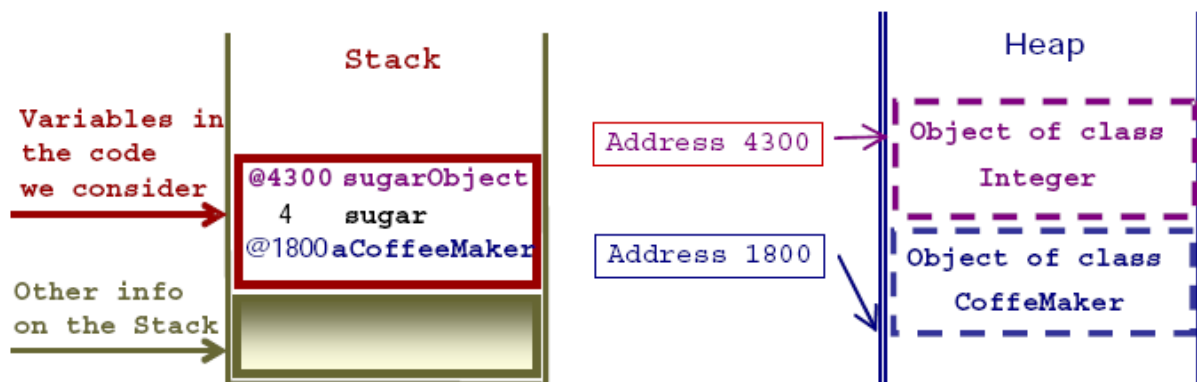 Stack
Variables in
the code
we consider
@4300 sugarObject
4 sugar
@1800 aCoffeeMaker
Other info
on the Stack
Heap
Address 4300
Object of class
Integer
Address 1800
Object of class
CoffeMaker